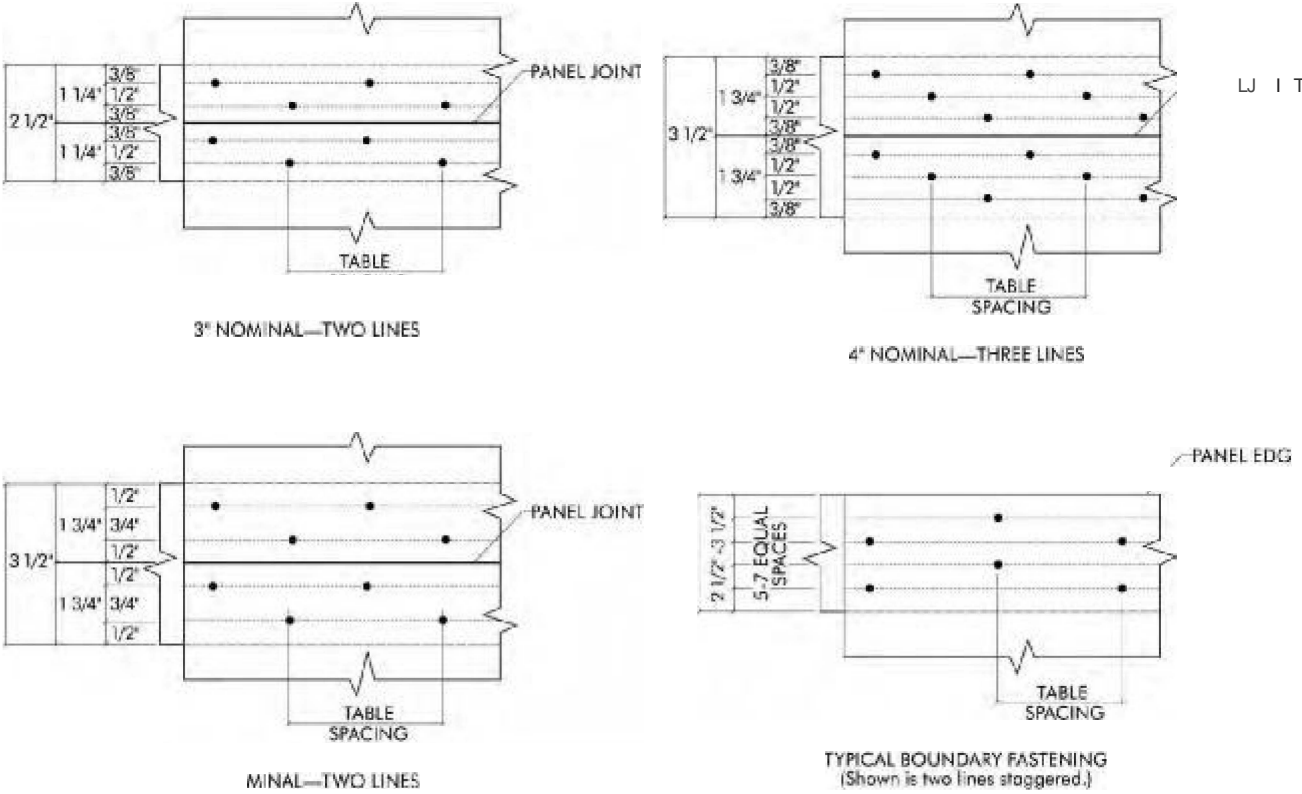 3/8"
1 1/4" 1/2"
3/8"
2 1/2"
3/8"
1 1/4" 1/2"
3/8"
PANEL JOINT
TABLE
3" NOMINAL—TWO LINES
3/8"
1/2"
1 3/4"
1/2"
3/8"
3 1/2"
3/8"
1/2"
1 3/4"
1/2"
3/8"
TABLE
SPACING
4" NOMINAL—THREE LINES
1/2"
1 3/4" 3/4"
1/2"
3 1/2"
1/2"
1 3/4" 3/4"
1/2"
PANEL JOINT
TABLE
SPACING
MINAL—TWO LINES
PANEL EDG
2 1/2" -3 1/2"
5-7 EQUAL
SPACES
TABLE
SPACING
TYPICAL BOUNDARY FASTENING
(Shown is two lines staggered.)